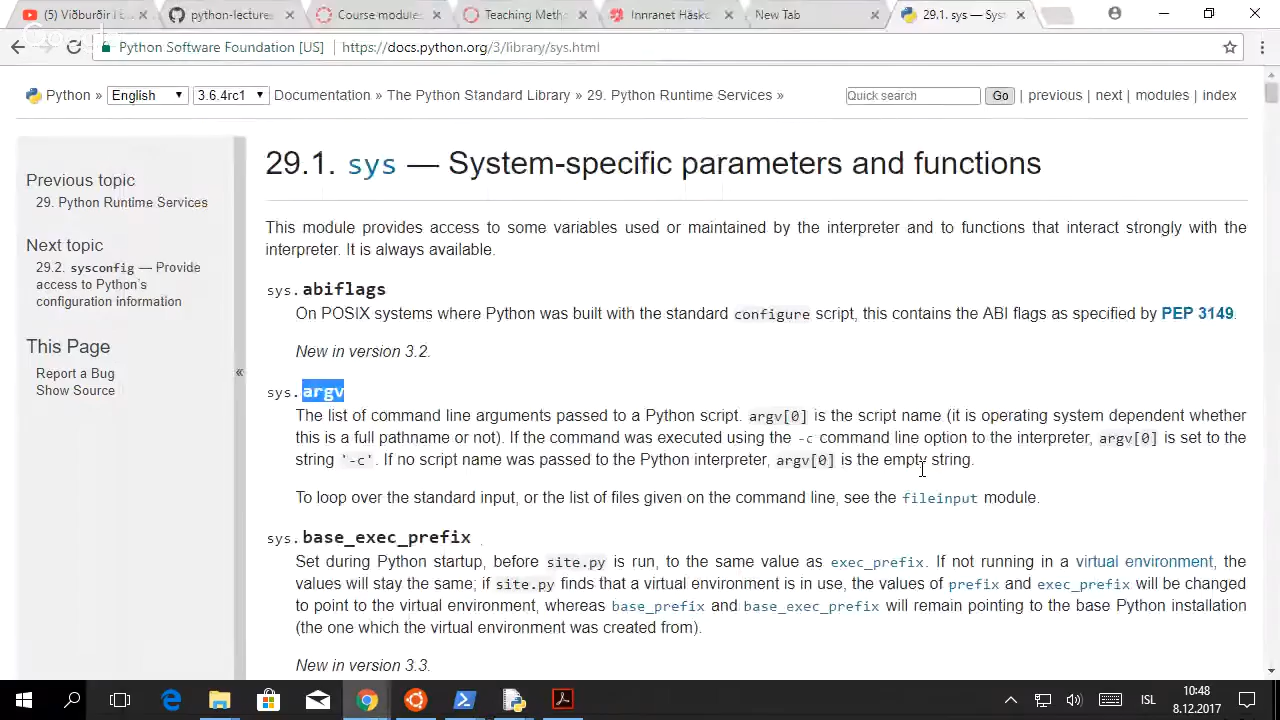 (5) Viðburðir í
python-lectures
Course modules
Teaching Meth
Innranet Hásk
New Tab
29.1. sys — Sys
Python Software Foundation [US] https://docs.python.org/3/library/sys.html
Python » English 3.6.4rc1 Documentation » The Python Standard Library » 29. Python Runtime Services » Quick search Go | previous | next | modules | index
Previous topic
29. Python Runtime Services
Next topic
29.2. sysconfig — Provide
access to Python's
configuration information
This Page
Report a Bug
Show Source
«
29.1. sys — System-specific parameters and functions
This module provides access to some variables used or maintained by the interpreter and to functions that interact strongly with the
interpreter. It is always available.
sys.abiflags
On POSIX systems where Python was built with the standard configure script, this contains the ABI flags as specified by PEP 3149.
New in version 3.2.
sys.argv
The list of command line arguments passed to a Python script. argv[0] is the script name (it is operating system dependent whether
this is a full pathname or not). If the command was executed using the -c command line option to the interpreter, argv[0] is set to the
string '-c'. If no script name was passed to the Python interpreter, argv[0] is the empty string.
To loop over the standard input, or the list of files given on the command line, see the fileinput module.
sys.base_exec_prefix
Set during Python startup, before site.py is run, to the same value as exec_prefix. If not running in a virtual environment, the
values will stay the same; if site.py finds that a virtual environment is in use, the values of prefix and exec_prefix will be changed
to point to the virtual environment, whereas base_prefix and base_exec_prefix will remain pointing to the base Python installation
(the one which the virtual environment was created from).
New in version 3.3.
ÍSL
10:48
8.12.2017